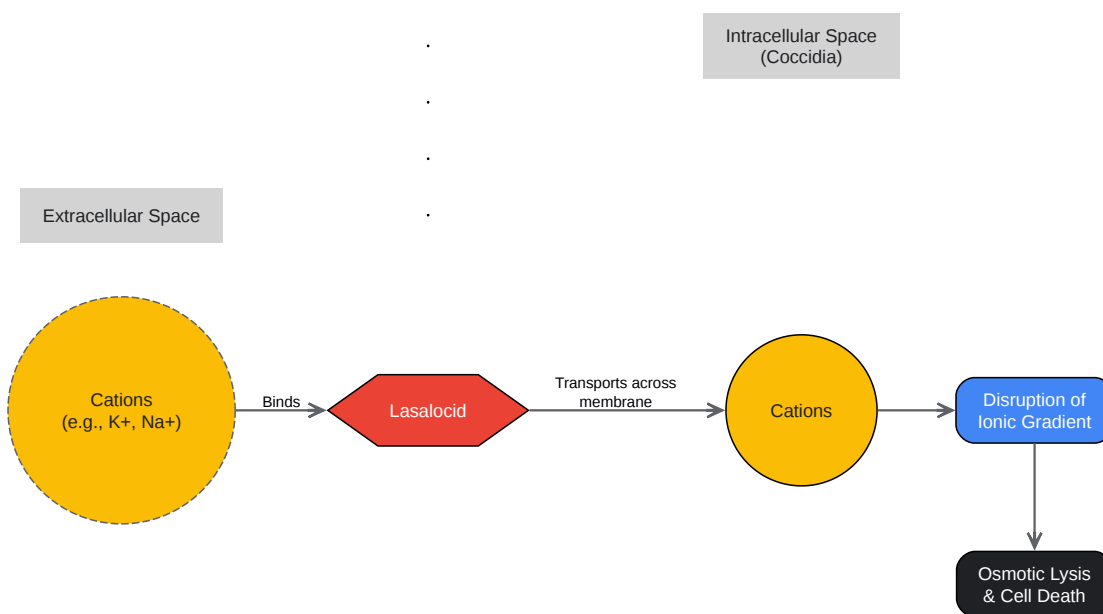 Intracellular Space
(Coccidia)
Extracellular Space
Cations
(e.g., K+, Na+)
Binds
Lasalocid
Transports across
membrane
Cations
Disruption of
Ionic Gradient
Osmotic Lysis
& Cell Death